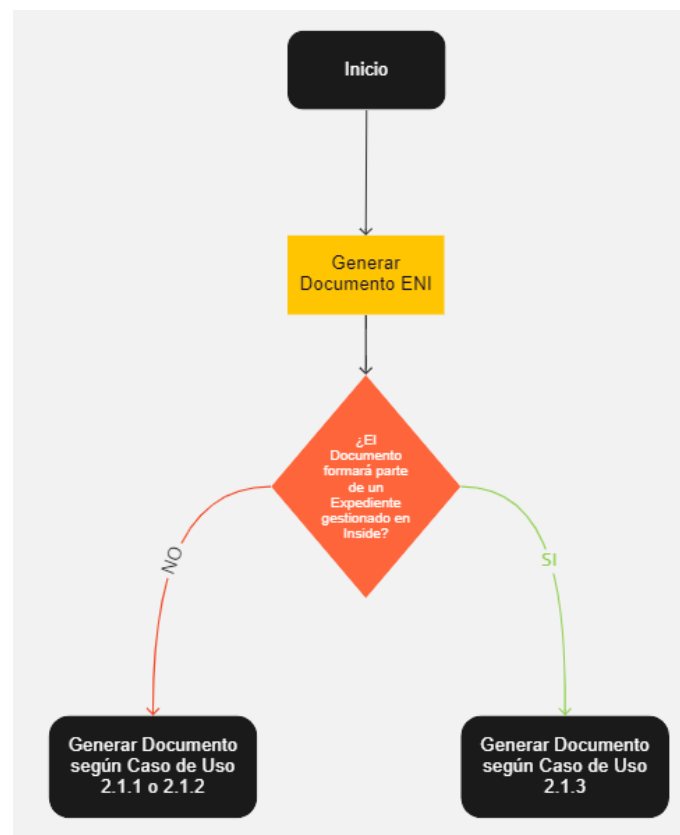 Inicio
Generar
Documento ENI
¿El
Documento
formará parte
de un
Expediente
gestionado en
Inside?
NO
SI
Generar Documento
según Caso de Uso
2.1.1 o 2.1.2
Generar Documento
según Caso de Uso
2.1.3